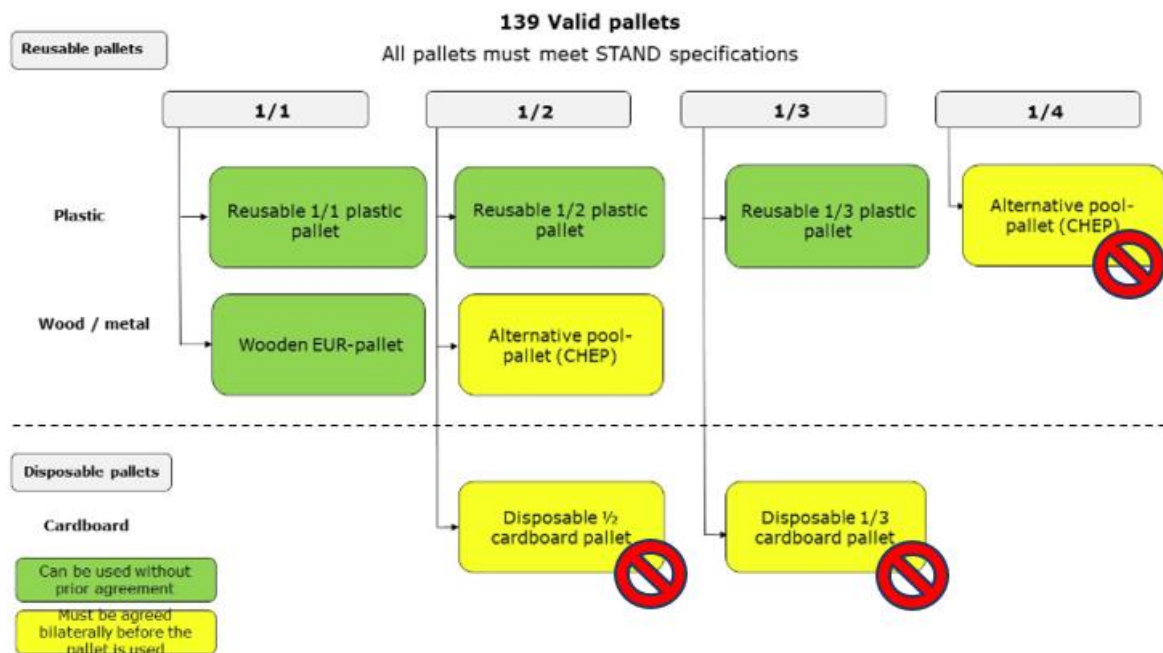 139 Valid pallets
Reusable pallets
All pallets must meet STAND specifications
1/1
1/2
1/3
1/4
Plastic
Reusable 1/1 plastic
pallet
Reusable 1/2 plastic
pallet
Reusable 1/3 plastic
pallet
Alternative pool-
pallet (CHEP)
Wood / metal
Wooden EUR-pallet
Alternative pool-
pallet (CHEP)
Disposable pallets
Cardboard
Disposable ½
cardboard pallet
Disposable 1/3
cardboard pallet
Can be used without
prior agreement
Must be agreed
bilaterally before the
pallet is used